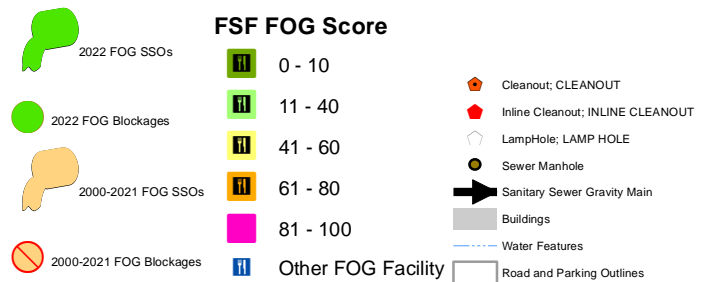 FSF FOG Score
2022 FOG SSOs
2022 FOG Blockages
2000-2021 FOG SSOs
2000-2021 FOG Blockages
0 - 10
11 - 40
41 - 60
61 - 80
81 - 100
Other FOG Facility
Cleanout; CLEANOUT
Inline Cleanout; INLINE CLEANOUT
LampHole; LAMP HOLE
Sewer Manhole
Sanitary Sewer Gravity Main
Buildings
Water Features
Road and Parking Outlines